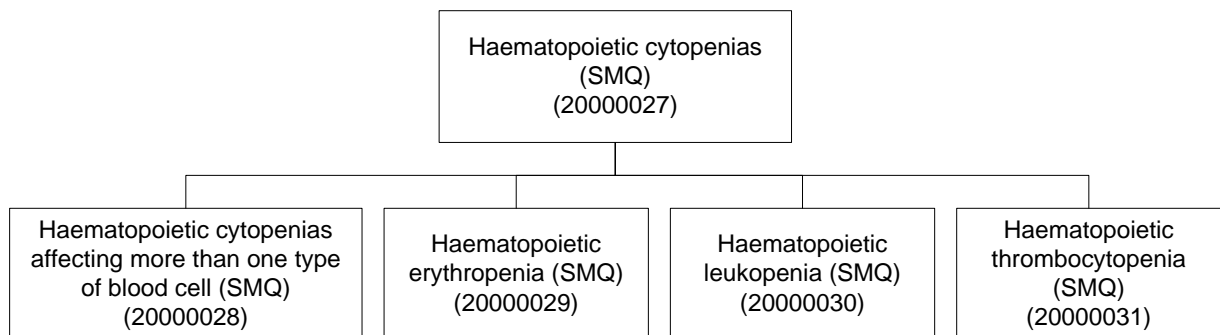 Haematopoietic cytopenias
(SMQ)
(20000027)
Haematopoietic cytopenias
affecting more than one type
of blood cell (SMQ)
(20000028)
Haematopoietic
erythropenia (SMQ)
(20000029)
Haematopoietic
leukopenia (SMQ)
(20000030)
Haematopoietic
thrombocytopenia
(SMQ)
(20000031)